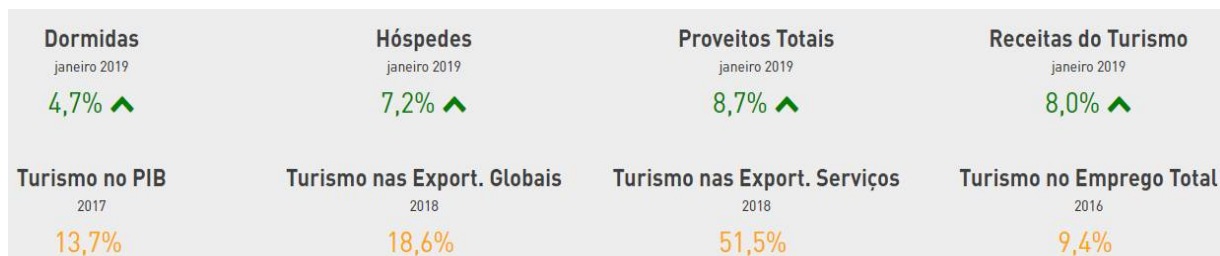 Dormidas
janeiro 2019
4,7%
Hóspedes
janeiro 2019
7,2%
Proveitos Totais
janeiro 2019
8,7%
Receitas do Turismo
janeiro 2019
8,0%
Turismo no PIB
2017
13,7%
Turismo nas Export. Globais
2018
18,6%
Turismo nas Export. Serviços
2018
51,5%
Turismo no Emprego Total
2016
9,4%